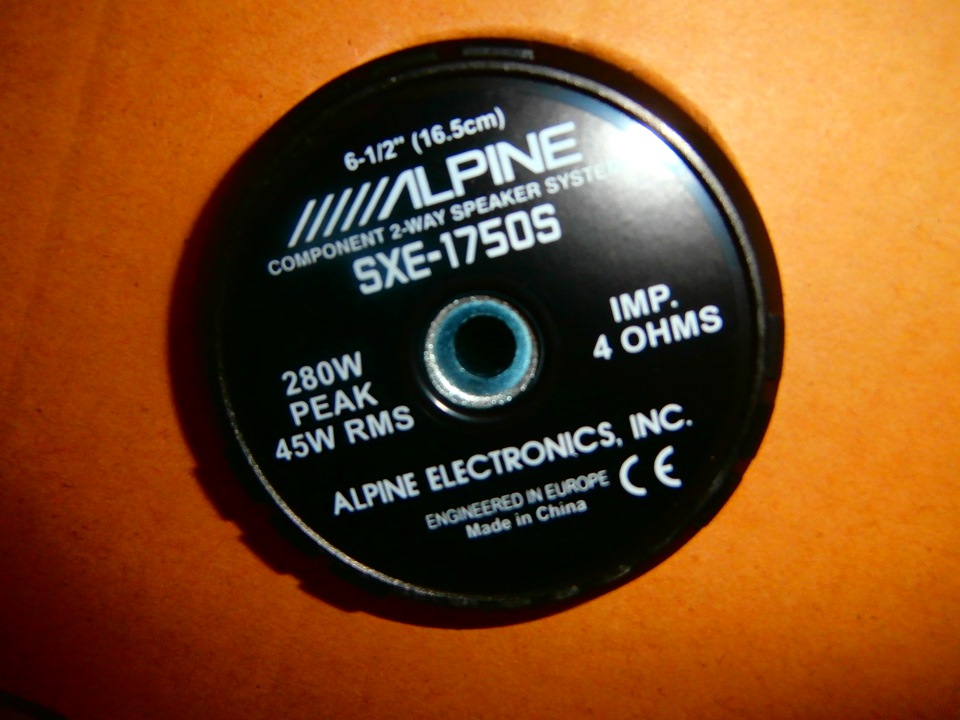 6-1/2" (16.5cm)
ALPINE
COMPONENT 2-WAY SPEAKER SYSTEM
SXE-1750S
IMP.
4 OHMS
280W
PEAK
45W RMS
ALPINE ELECTRONICS, INC.
ENGINEERED IN EUROPE CE
Made in China